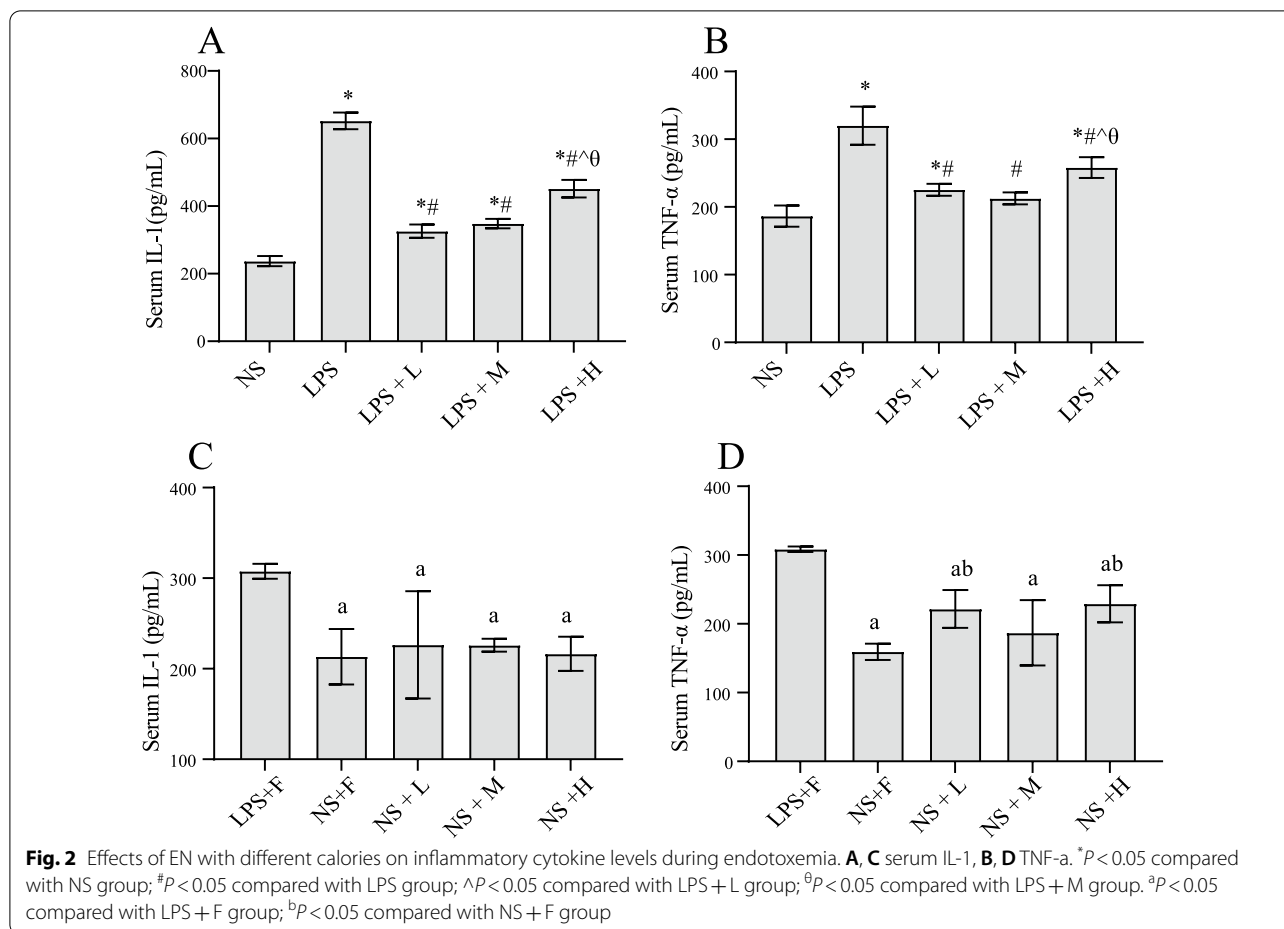 A
Serum IL-1(pg/mL)
800
600
400
200
0
*
*#
*#
*#^θ
NS
LPS
LPS + L
LPS + M
LPS +H
B
Serum TNF-α (pg/mL)
400
300
200
100
0
*
*#
#
*#^θ
NS
LPS
LPS + L
LPS + M
LPS +H
C
Serum IL-1 (pg/mL)
400
300
200
100
a
a
a
a
LPS+F
NS+F
NS + L
NS + M
NS +H
D
Serum TNF-α (pg/mL)
400
300
200
100
0
a
ab
a
ab
LPS+F
NS+F
NS + L
NS + M
NS +H
Fig. 2 Effects of EN with different calories on inflammatory cytokine levels during endotoxemia. A, C serum IL-1, B, D TNF-a. *P < 0.05 compared
with NS group; #P < 0.05 compared with LPS group; ^P < 0.05 compared with LPS + L group; θP < 0.05 compared with LPS + M group. aP < 0.05
compared with LPS + F group; bP < 0.05 compared with NS + F group